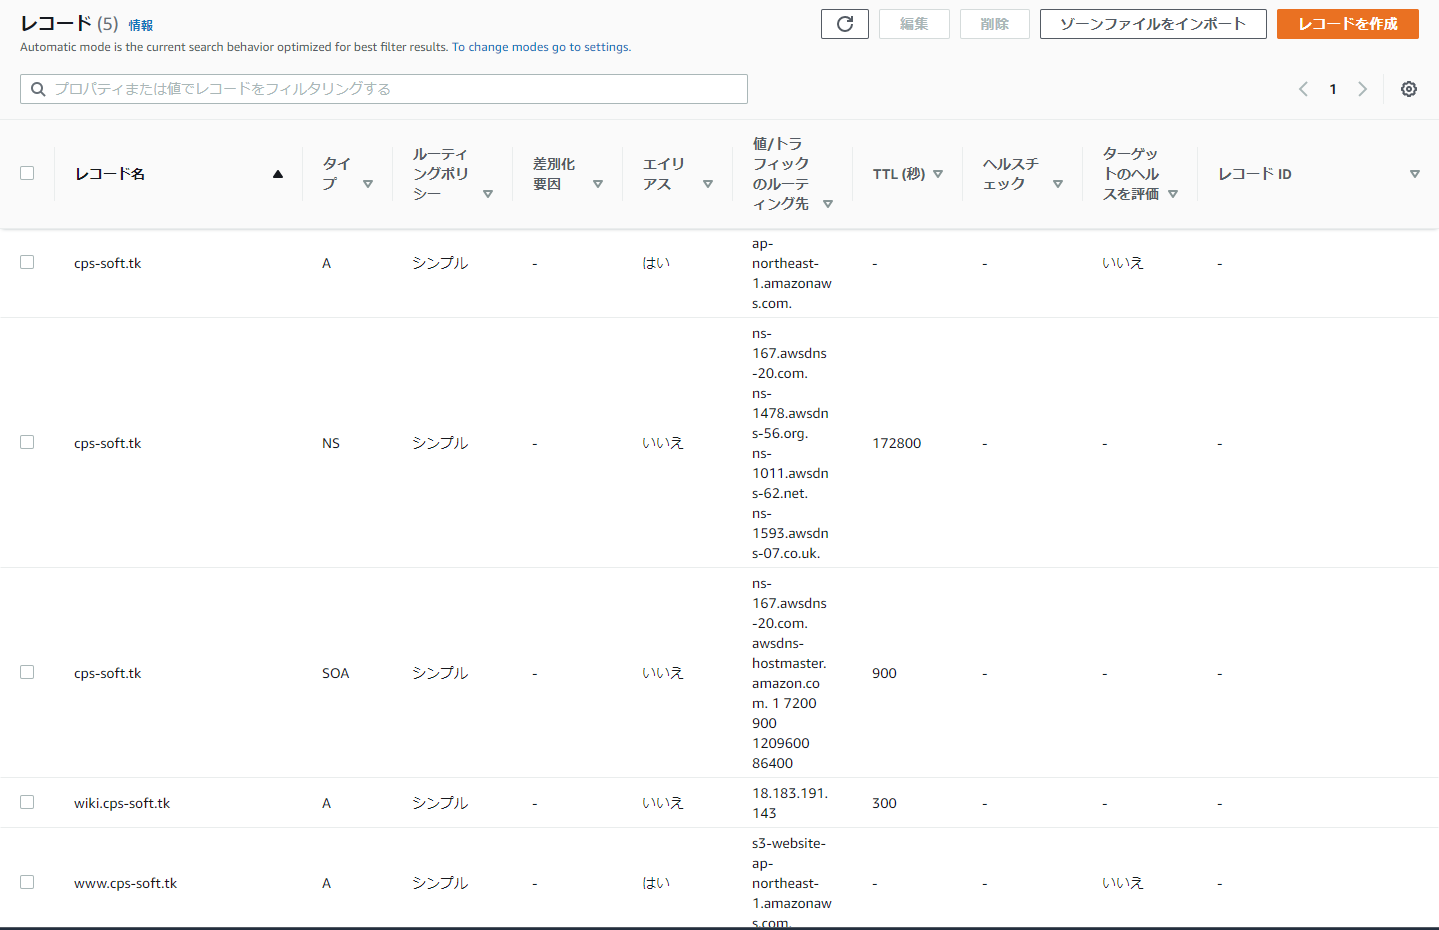 レコード (5) 情報
Automatic mode is the current search behavior optimized for best filter results. To change modes go to settings.
編集
削除
ゾーンファイルをインポート
レコードを作成
プロパティまたは値でレコードをフィルタリングする
1
レコード名
タイ
プ
ルーティ
ングポリ
シー
差別化
要因
エイリ
アス
値/トラ
フィック
のルーテ
ィング先
TTL (秒)
ヘルスチ
ェック
ターゲッ
トのヘル
スを評価
レコード ID
cps-soft.tk
A
シンプル
-
はい
ap-
northeast-
1.amazonaw
s.com.
-
-
いいえ
-
cps-soft.tk
NS
シンプル
-
いいえ
ns-
167.awsdns
-20.com.
ns-
1478.awsdn
s-56.org.
ns-
1011.awsdn
s-62.net.
ns-
1593.awsdn
s-07.co.uk.
172800
-
-
-
cps-soft.tk
SOA
シンプル
-
いいえ
ns-
167.awsdns
-20.com.
awsdns-
hostmaster.
amazon.co
m. 1 7200
900
1209600
86400
900
-
-
-
wiki.cps-soft.tk
A
シンプル
-
いいえ
18.183.191.
143
300
-
-
-
www.cps-soft.tk
A
シンプル
-
はい
s3-website-
ap-
northeast-
1.amazonaw
s.com.
-
-
いいえ
-